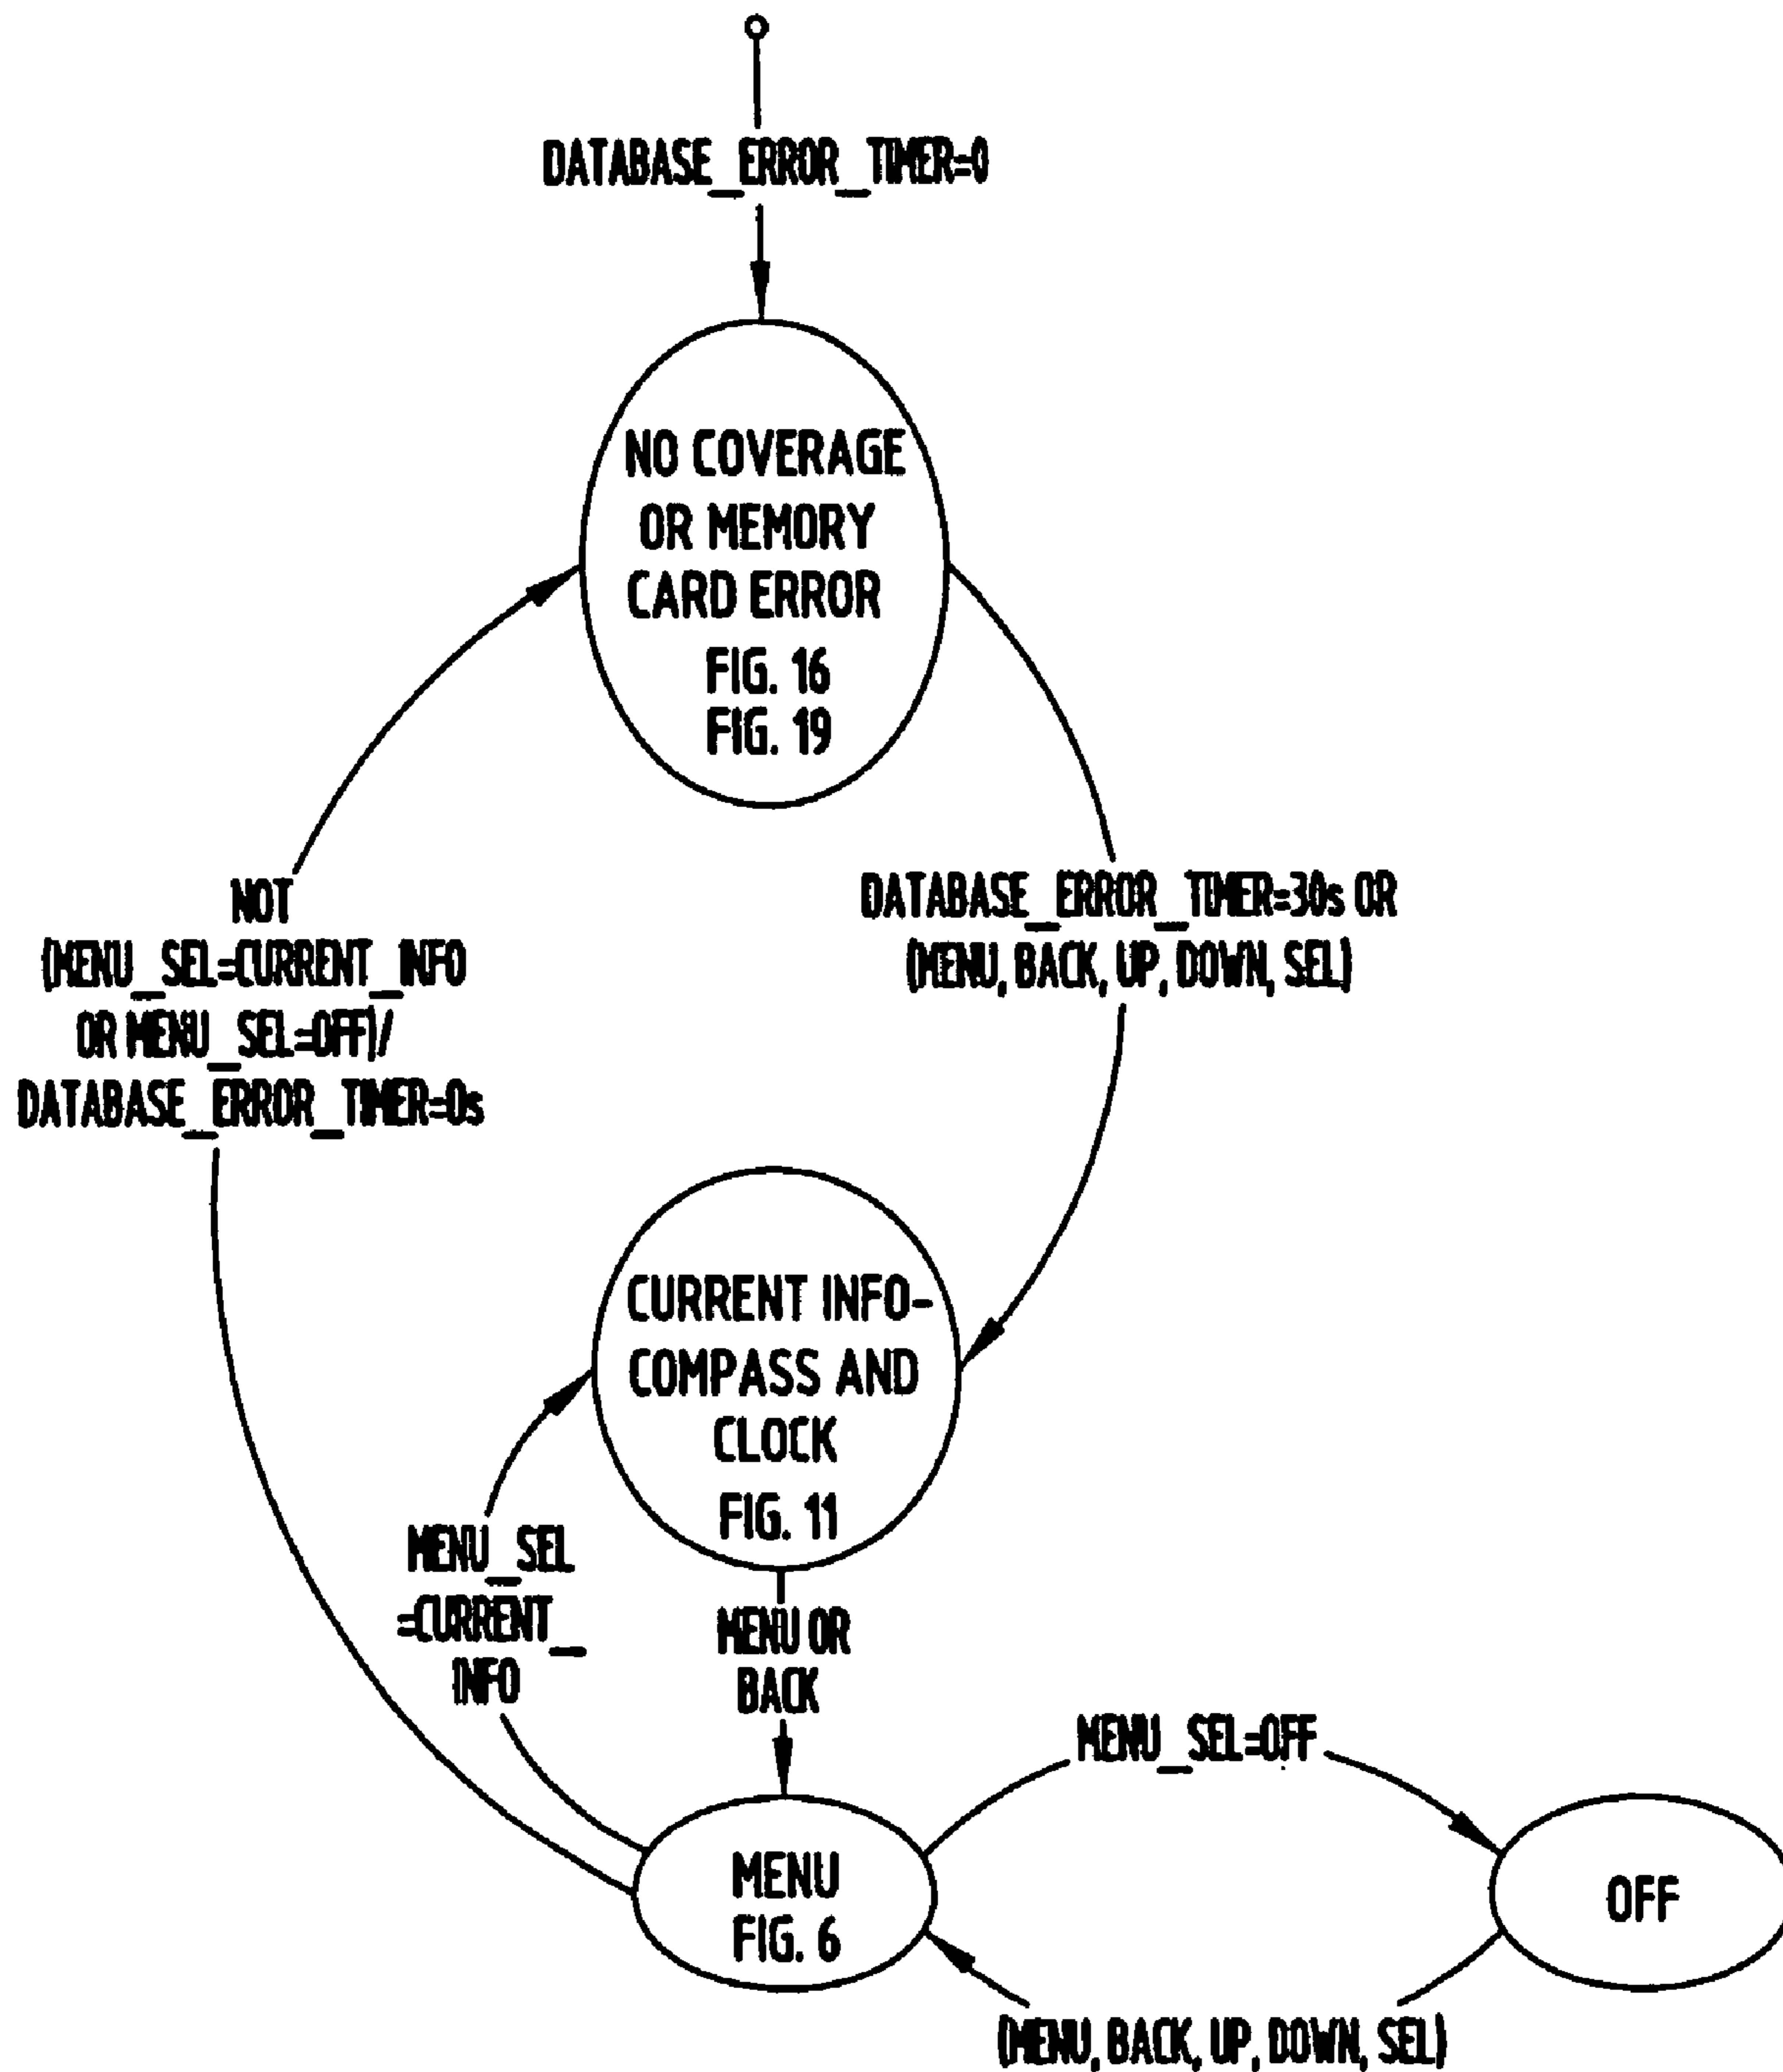 DATABASE_ERROR_TIMER=0
NO COVERAGE
OR MEMORY
CARD ERROR
FIG. 16
FIG. 19
NOT
(MENU_SEL=CURRENT_INFO
OR MENU_SEL=OFF)/
DATABASE_ERROR_TIMER=0s
DATABASE_ERROR_TIMER=30s OR
(MENU, BACK, UP, DOWN, SEL)
CURRENT INFO-
COMPASS AND
CLOCK
FIG. 11
MENU_SEL
=CURRENT_
INFO
MENU OR
BACK
MENU_SEL=OFF
MENU
FIG. 6
OFF
(MENU, BACK, UP, DOWN, SEL)